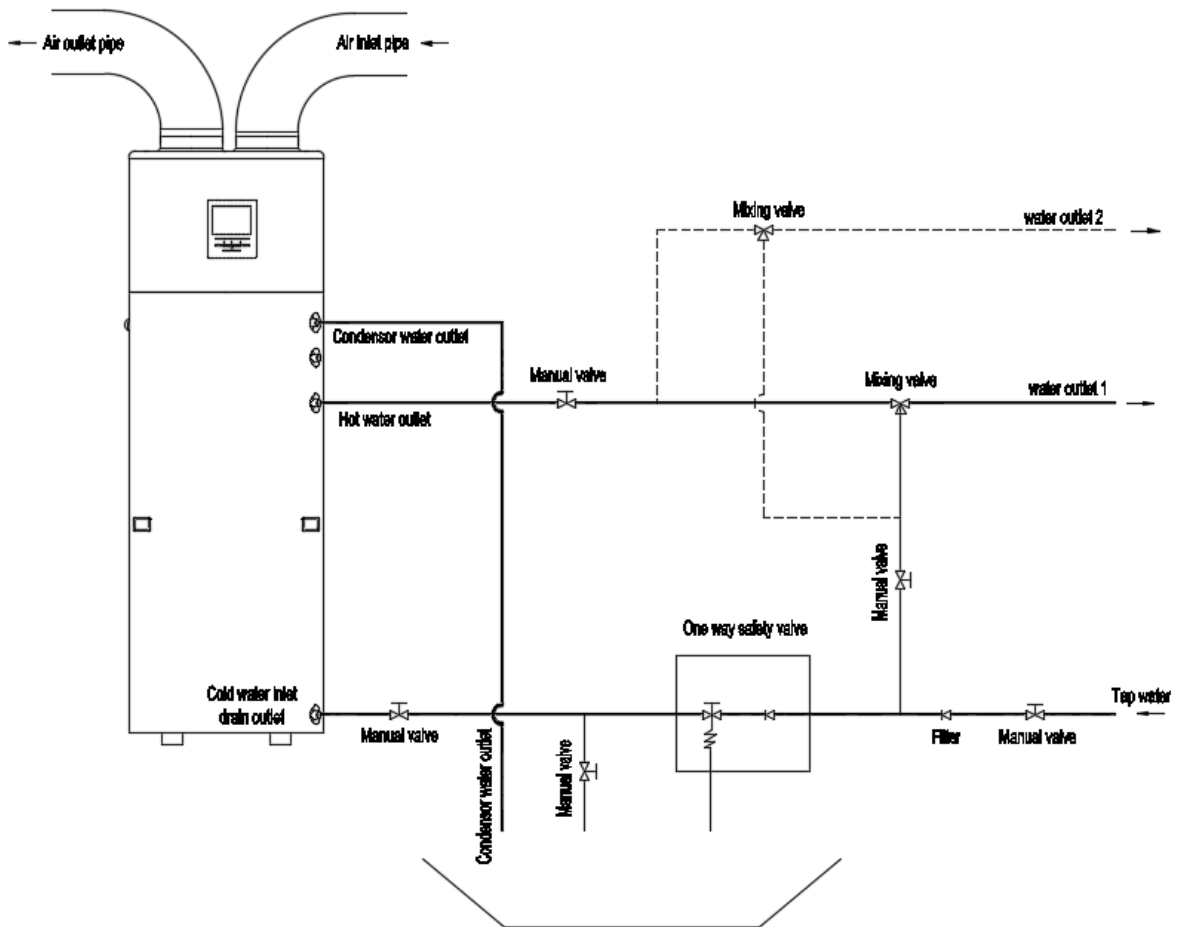 Air outlet pipe
Air inlet pipe
Mixing valve
water outlet 2
Condensor water outlet
Manual valve
Mixing valve
water outlet 1
Hot water outlet
Manual valve
One way safety valve
Cold water inlet
drain outlet
Tap water
Manual valve
Condensor water outlet
Manual valve
Filter
Manual valve